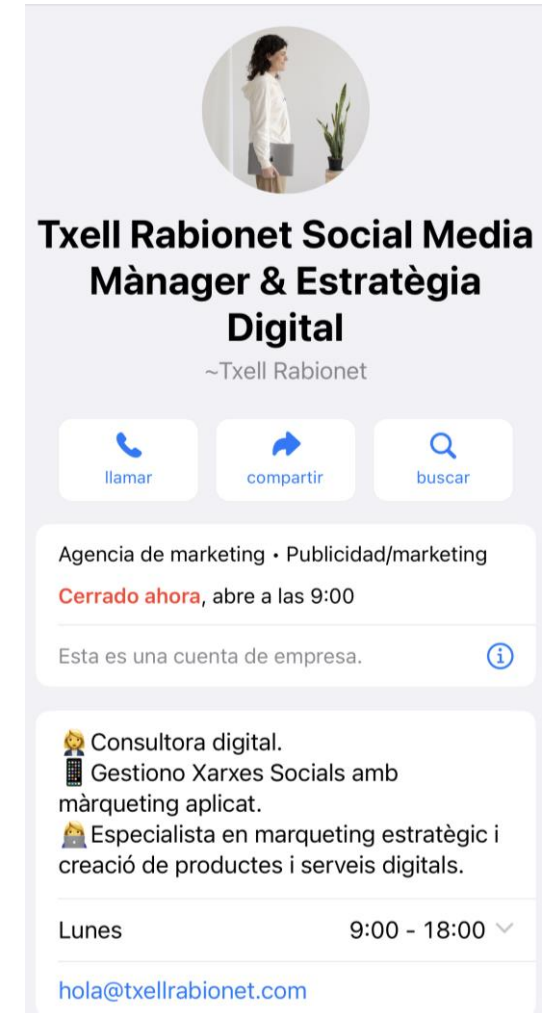 Txell Rabionet Social Media
Mànager & Estratègia
Digital
~Txell Rabionet
llamar
compartir
buscar
Agencia de marketing • Publicidad/marketing
Cerrado ahora, abre a las 9:00
Esta es una cuenta de empresa.
👩‍💼Consultora digital.
📱 Gestiono Xarxes Socials amb
màrqueting aplicat.
👩‍💻Especialista en marqueting estratègic i
creació de productes i serveis digitals.
Lunes 9:00 - 18:00
hola@txellrabionet.com